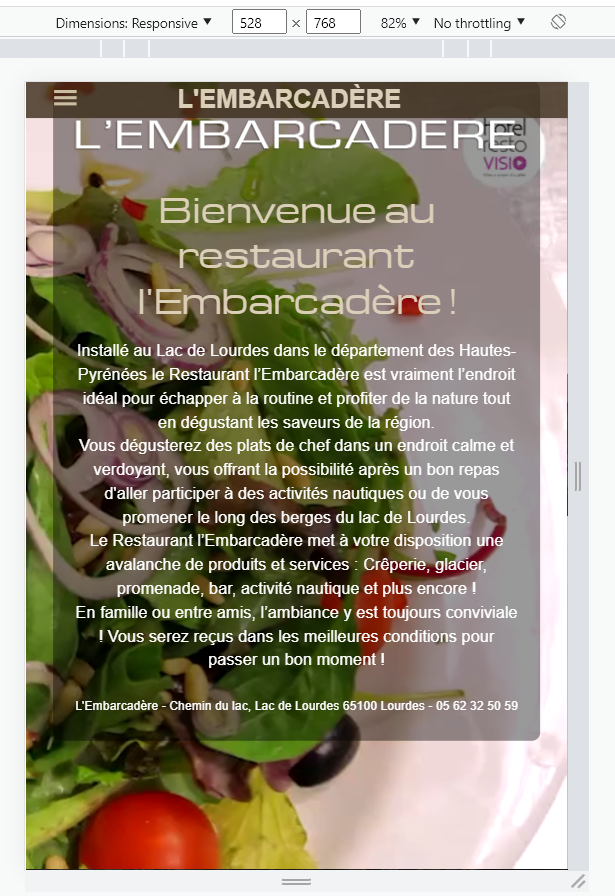 Dimensions: Responsive ▼ 528 × 768 82% ▼ No throttling ▼
L'EMBARCADÈRE
L'EMBARCADERE
Hotel
resto
VISIO
Bienvenue au
restaurant
l'Embarcadère !
Installé au Lac de Lourdes dans le département des Hautes-
Pyrénées le Restaurant l'Embarcadère est vraiment l'endroit
idéal pour échapper à la routine et profiter de la nature tout
en dégustant les saveurs de la région.
Vous dégusterez des plats de chef dans un endroit calme et
verdoyant, vous offrant la possibilité après un bon repas
d'aller participer à des activités nautiques ou de vous
promener le long des berges du lac de Lourdes.
Le Restaurant l'Embarcadère met à votre disposition une
avalanche de produits et services : Crêperie, glacier,
promenade, bar, activité nautique et plus encore !
En famille ou entre amis, l'ambiance y est toujours conviviale
! Vous serez reçus dans les meilleures conditions pour
passer un bon moment !
L'Embarcadère - Chemin du lac, Lac de Lourdes 65100 Lourdes - 05 62 32 50 59